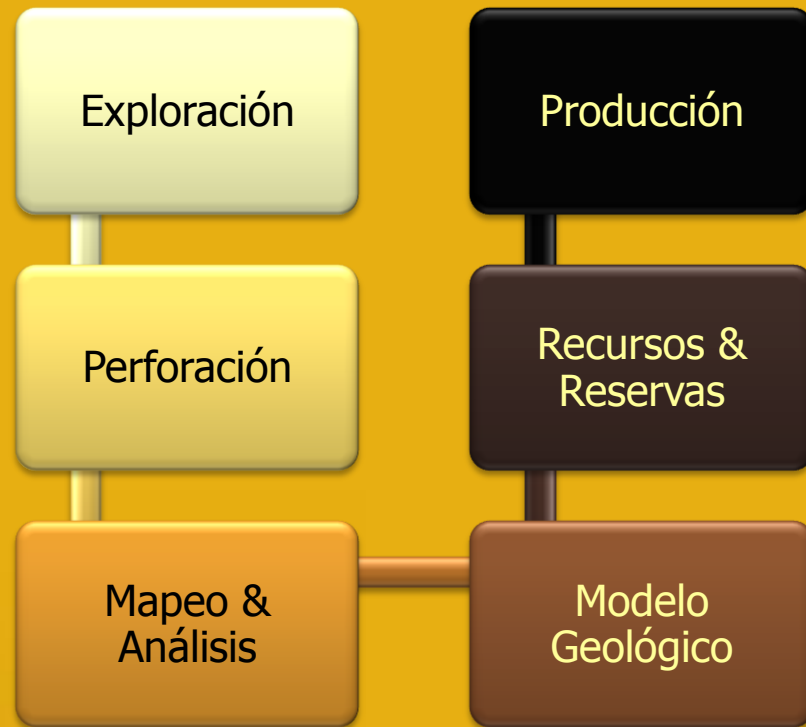 Exploración
Perforación
Mapeo &
Análisis
Modelo
Geológico
Recursos &
Reservas
Producción